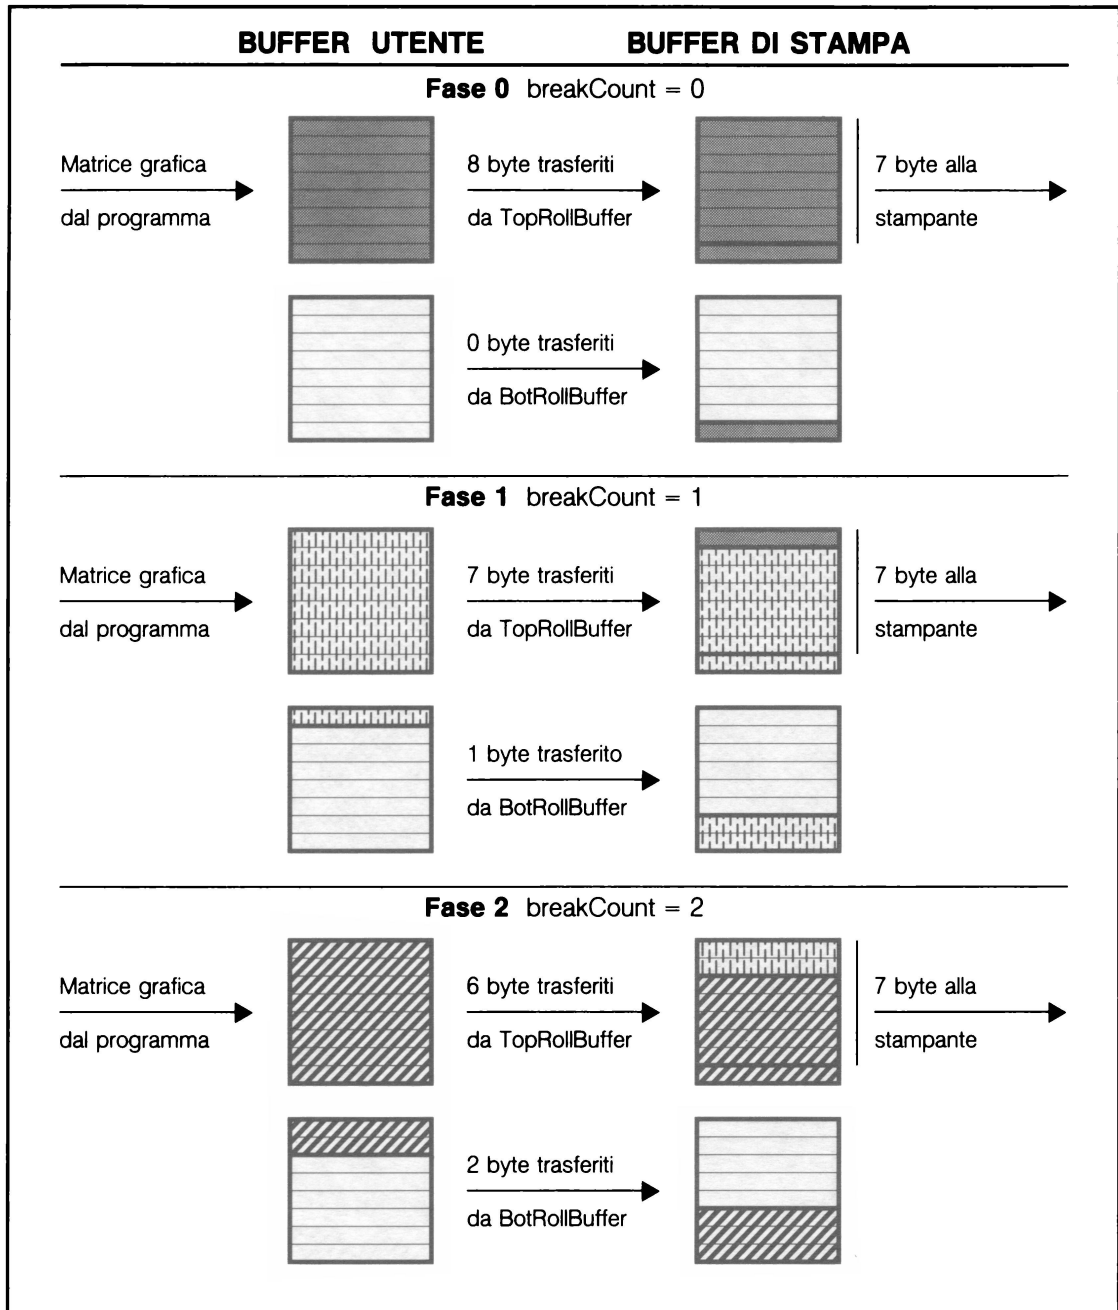 BUFFER UTENTE
BUFFER DI STAMPA
Fase 0 breakCount = 0
Matrice grafica
dal programma
8 byte trasferiti
da TopRollBuffer
7 byte alla
stampante
0 byte trasferiti
da BotRollBuffer
Fase 1 breakCount = 1
Matrice grafica
dal programma
7 byte trasferiti
da TopRollBuffer
7 byte alla
stampante
1 byte trasferito
da BotRollBuffer
Fase 2 breakCount = 2
Matrice grafica
dal programma
6 byte trasferiti
da TopRollBuffer
7 byte alla
stampante
2 byte trasferiti
da BotRollBuffer